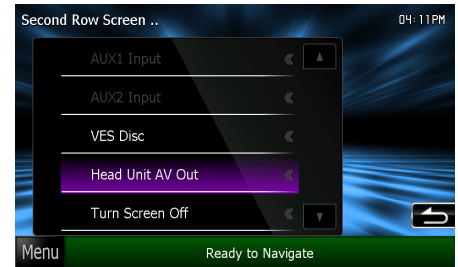 Second Row Screen ..
04:11PM
AUX1 Input
AUX2 Input
VES Disc
Head Unit AV Out
Turn Screen Off
Menu
Ready to Navigate